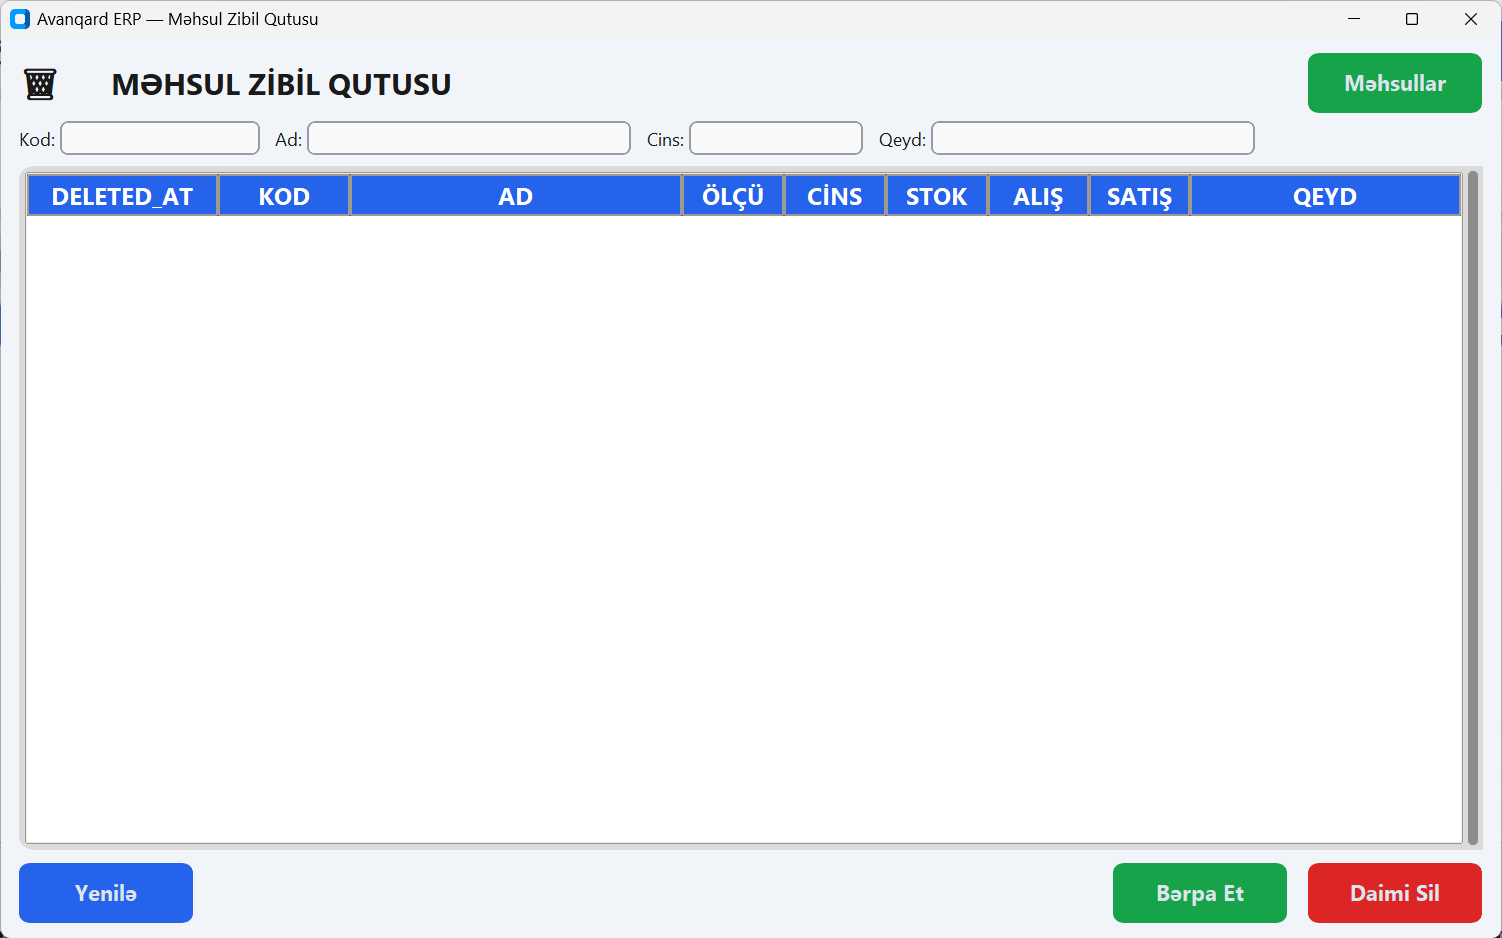 Avanqard ERP — Məhsul Zibil Qutusu
MƏHSUL ZİBİL QUTUSU
Məhsullar
Kod: Ad: Cins: Qeyd:
DELETED_AT KOD AD ÖLÇÜ CİNS STOK ALIŞ SATIŞ QEYD
Yenilə Bərpa Et Daimi Sil